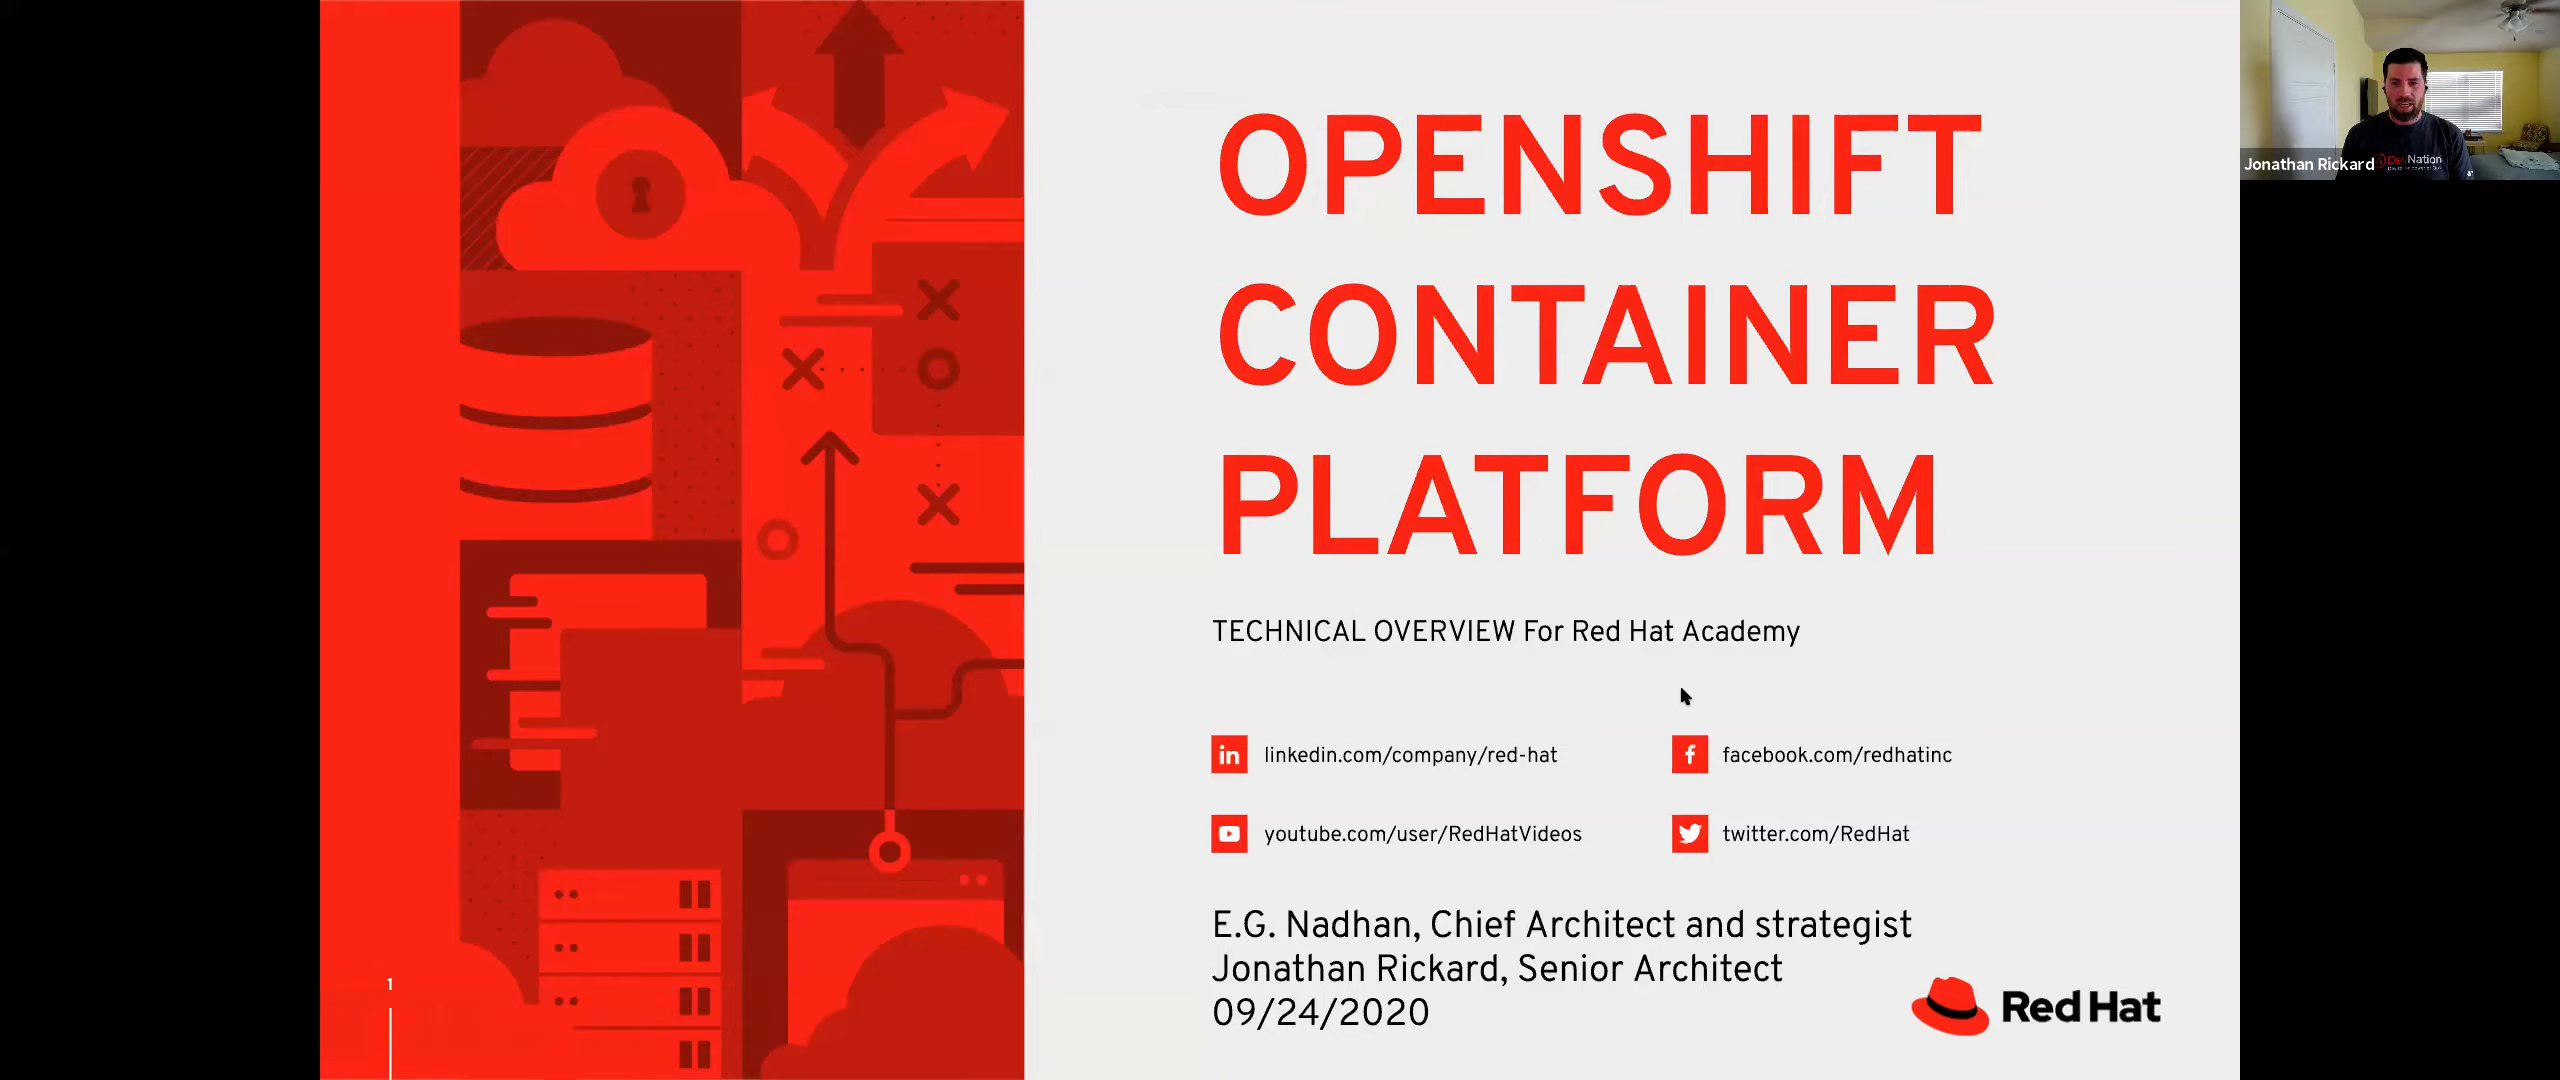 OPENSHIFT
CONTAINER
PLATFORM
TECHNICAL OVERVIEW For Red Hat Academy
linkedin.com/company/red-hat
facebook.com/redhatinc
youtube.com/user/RedHatVideos
twitter.com/RedHat
E.G. Nadhan, Chief Architect and strategist
Jonathan Rickard, Senior Architect
09/24/2020
Red Hat
1
Jonathan Rickard
DevNation